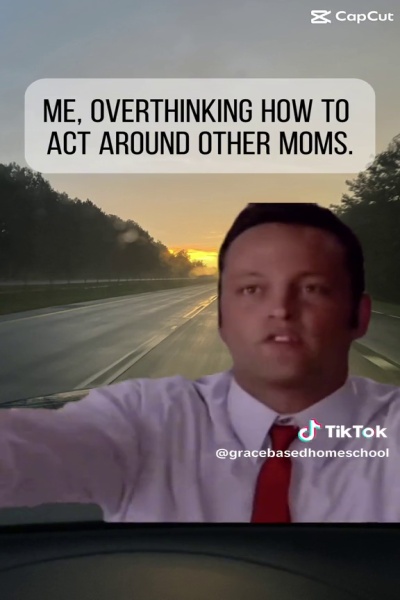 CapCut
ME, OVERTHINKING HOW TO
ACT AROUND OTHER MOMS.
TikTok
@gracebasedhomeschool